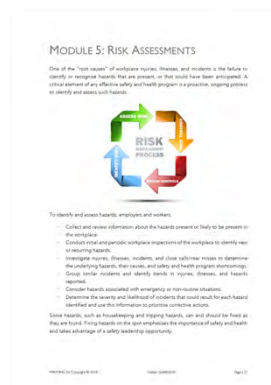 MODULE 5: RISK ASSESSMENTS
One of the "root causes" of workplace injuries, illnesses, and incidents is the failure to
identify or recognise hazards that are present, or that could have been anticipated. A
critical element of any effective safety and health program is a proactive, ongoing process
to identify and assess such hazards.
ASSESS RISK
RISK
MANAGEMENT
PROCESS
To identify and assess hazards, employers and workers:
Collect and review information about the hazards present or likely to be present in
the workplace.
Conduct initial and periodic workplace inspections of the workplace to identify new
or recurring hazards.
Investigate injuries, illnesses, incidents, and close calls/near misses to determine
the underlying hazards, their causes, and safety and health program shortcomings.
Group similar incidents and identify trends in injuries, illnesses, and hazards
reported.
Consider hazards associated with emergency or non-routine situations.
Determine the severity and likelihood of incidents that could result for each hazard
identified and use this information to prioritise corrective actions.
Some hazards, such as housekeeping and tripping hazards, can and should be fixed as
they are found. Fixing hazards on the spot emphasises the importance of safety and health
and takes advantage of a safety leadership opportunity.